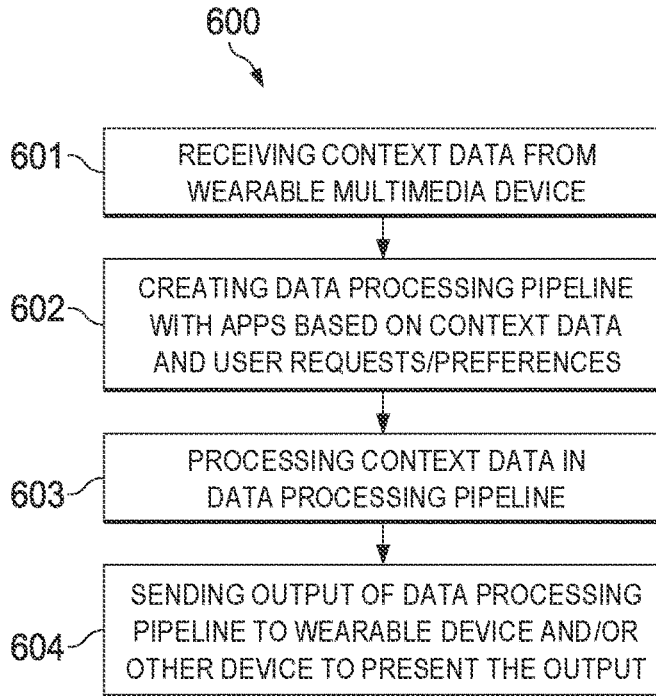 600
601
RECEIVING CONTEXT DATA FROM
WEARABLE MULTIMEDIA DEVICE
602
CREATING DATA PROCESSING PIPELINE
WITH APPS BASED ON CONTEXT DATA
AND USER REQUESTS/PREFERENCES
603
PROCESSING CONTEXT DATA IN
DATA PROCESSING PIPELINE
604
SENDING OUTPUT OF DATA PROCESSING
PIPELINE TO WEARABLE DEVICE AND/OR
OTHER DEVICE TO PRESENT THE OUTPUT